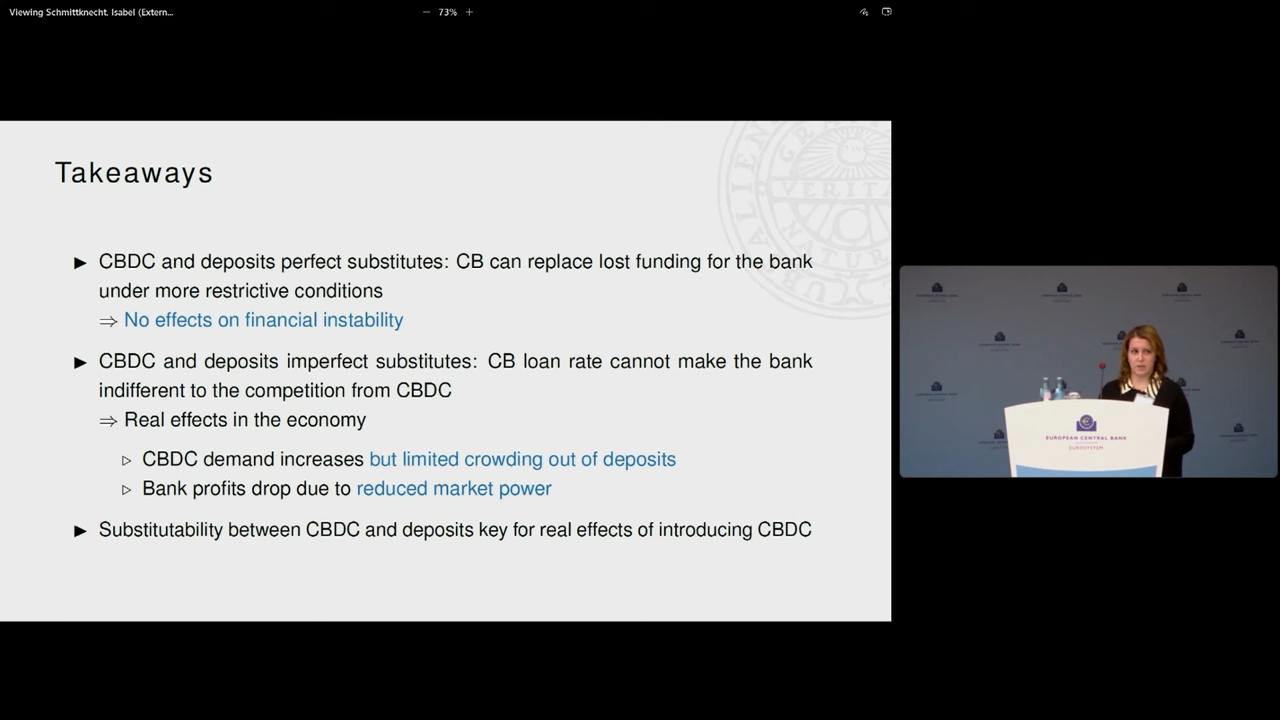 Viewing Schmittknecht, Isabel (Extern...
73%
Takeaways
▶ CBDC and deposits perfect substitutes: CB can replace lost funding for the bank
under more restrictive conditions
⇒ No effects on financial instability
▶ CBDC and deposits imperfect substitutes: CB loan rate cannot make the bank
indifferent to the competition from CBDC
⇒ Real effects in the economy
▷ CBDC demand increases but limited crowding out of deposits
▷ Bank profits drop due to reduced market power
▶ Substitutability between CBDC and deposits key for real effects of introducing CBDC
VERITA
NATUR
EUROPEAN CENTRAL BANK
EUROSYSTEM